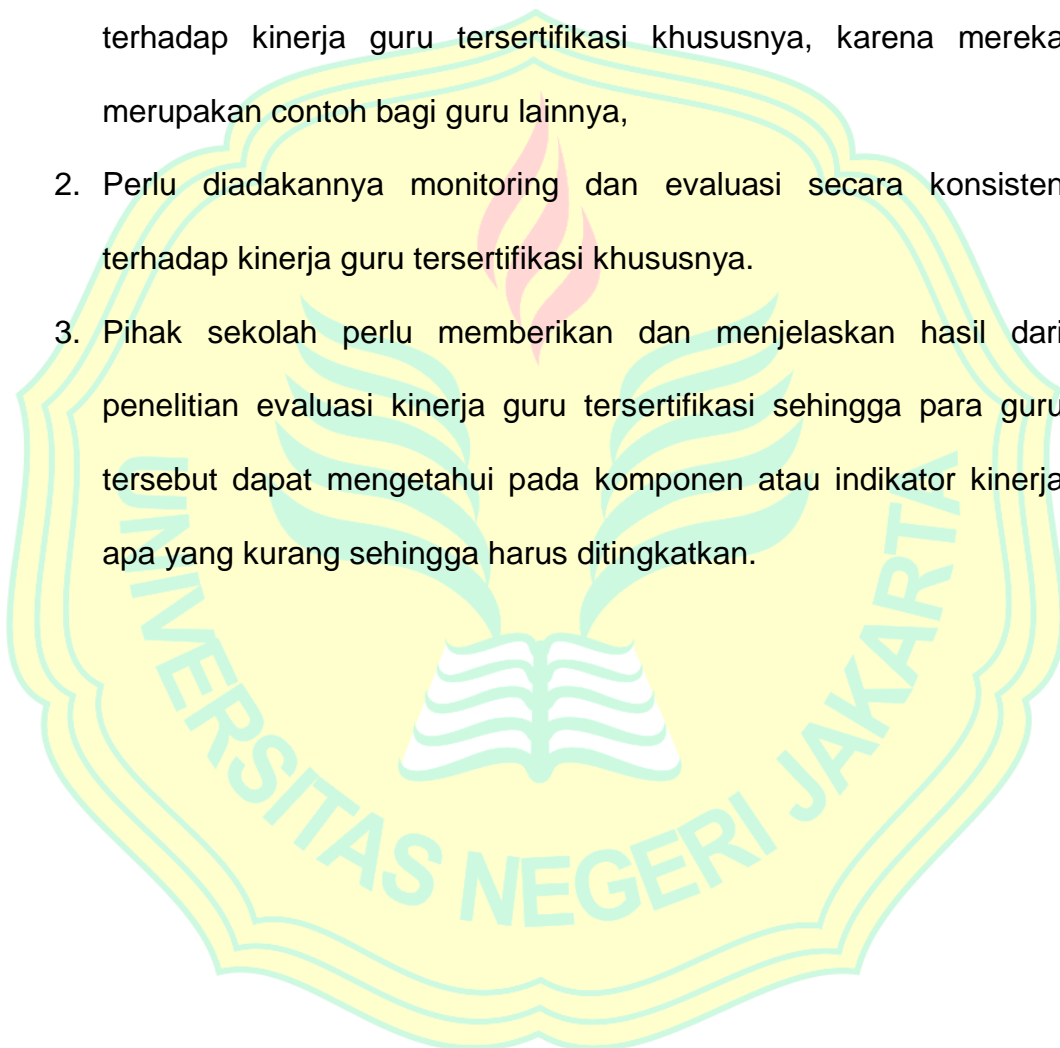 terhadap kinerja guru tersertifikasi khususnya, karena mereka
merupakan contoh bagi guru lainnya,
2. Perlu diadakannya monitoring dan evaluasi secara konsisten
terhadap kinerja guru tersertifikasi khususnya.
3. Pihak sekolah perlu memberikan dan menjelaskan hasil dari
penelitian evaluasi kinerja guru tersertifikasi sehingga para guru
tersebut dapat mengetahui pada komponen atau indikator kinerja
apa yang kurang sehingga harus ditingkatkan.
UNIVERSITAS NEGERI JAKARTA